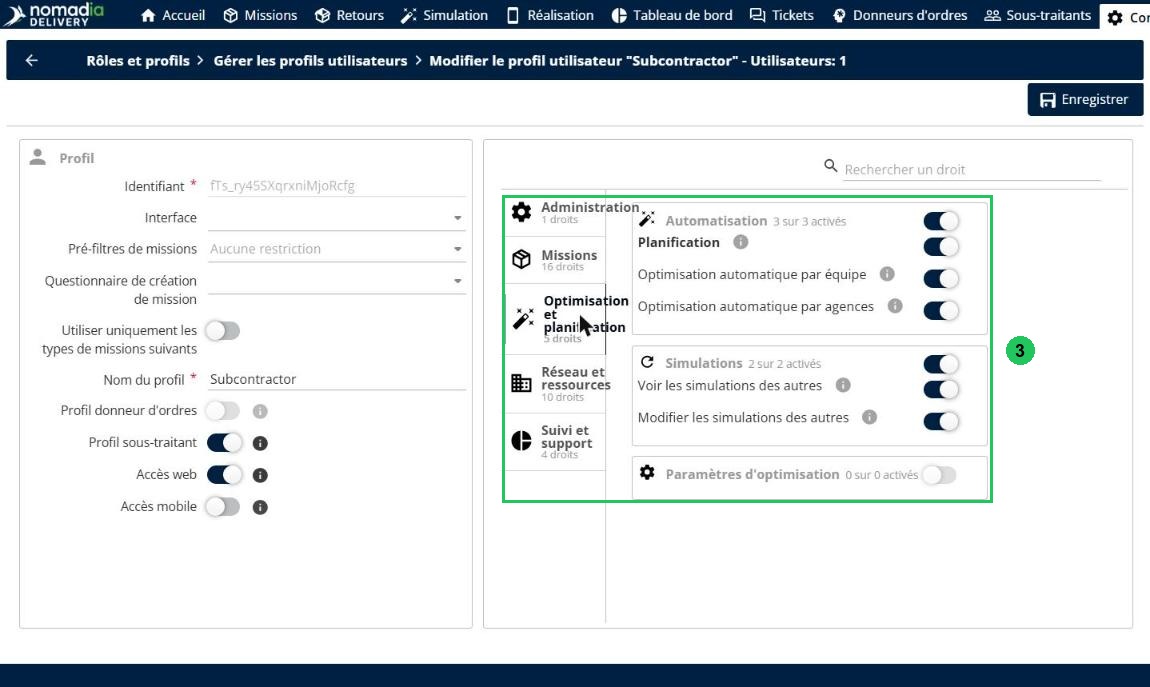 nomadia
DELIVERY
Accueil
Missions
Retours
Simulation
Réalisation
Tableau de bord
Tickets
Donneurs d'ordres
Sous-traitants
Rôles et profils > Gérer les profils utilisateurs > Modifier le profil utilisateur "Subcontractor" - Utilisateurs: 1
Enregistrer
Profil
Identifiant * fTs_ry45SXqrxniMjoRcfg
Interface
Pré-filtres de missions Aucune restriction
Questionnaire de création
de mission
Utiliser uniquement les
types de missions suivants
Nom du profil * Subcontractor
Profil donneur d'ordres
Profil sous-traitant
Accès web
Accès mobile
Rechercher un droit
Administration
1 droits
Missions
16 droits
Optimisation
et
planification
5 droits
Réseau et
ressources
10 droits
Suivi et
support
4 droits
Automatisation 3 sur 3 activés
Planification
Optimisation automatique par équipe
Optimisation automatique par agences
Simulations 2 sur 2 activés
Voir les simulations des autres
Modifier les simulations des autres
Paramètres d'optimisation 0 sur 0 activés
3